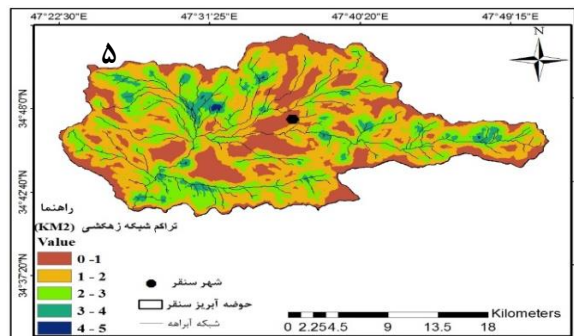 47°22'30"E 47°31'25"E 47°40'20"E 47°49'15"E
۵
N
34°48'0"N
34°42'40"N
34°37'20"N
راهنما
تراکم شبکه زهکشی (KM2)
Value
0 -1
1 - 2
2 - 3
3 - 4
4 - 5
شهر سنقر
حوضه آبریز سنقر
شبکه آبراهه
Kilometers
0 2.254.5 9 13.5 18